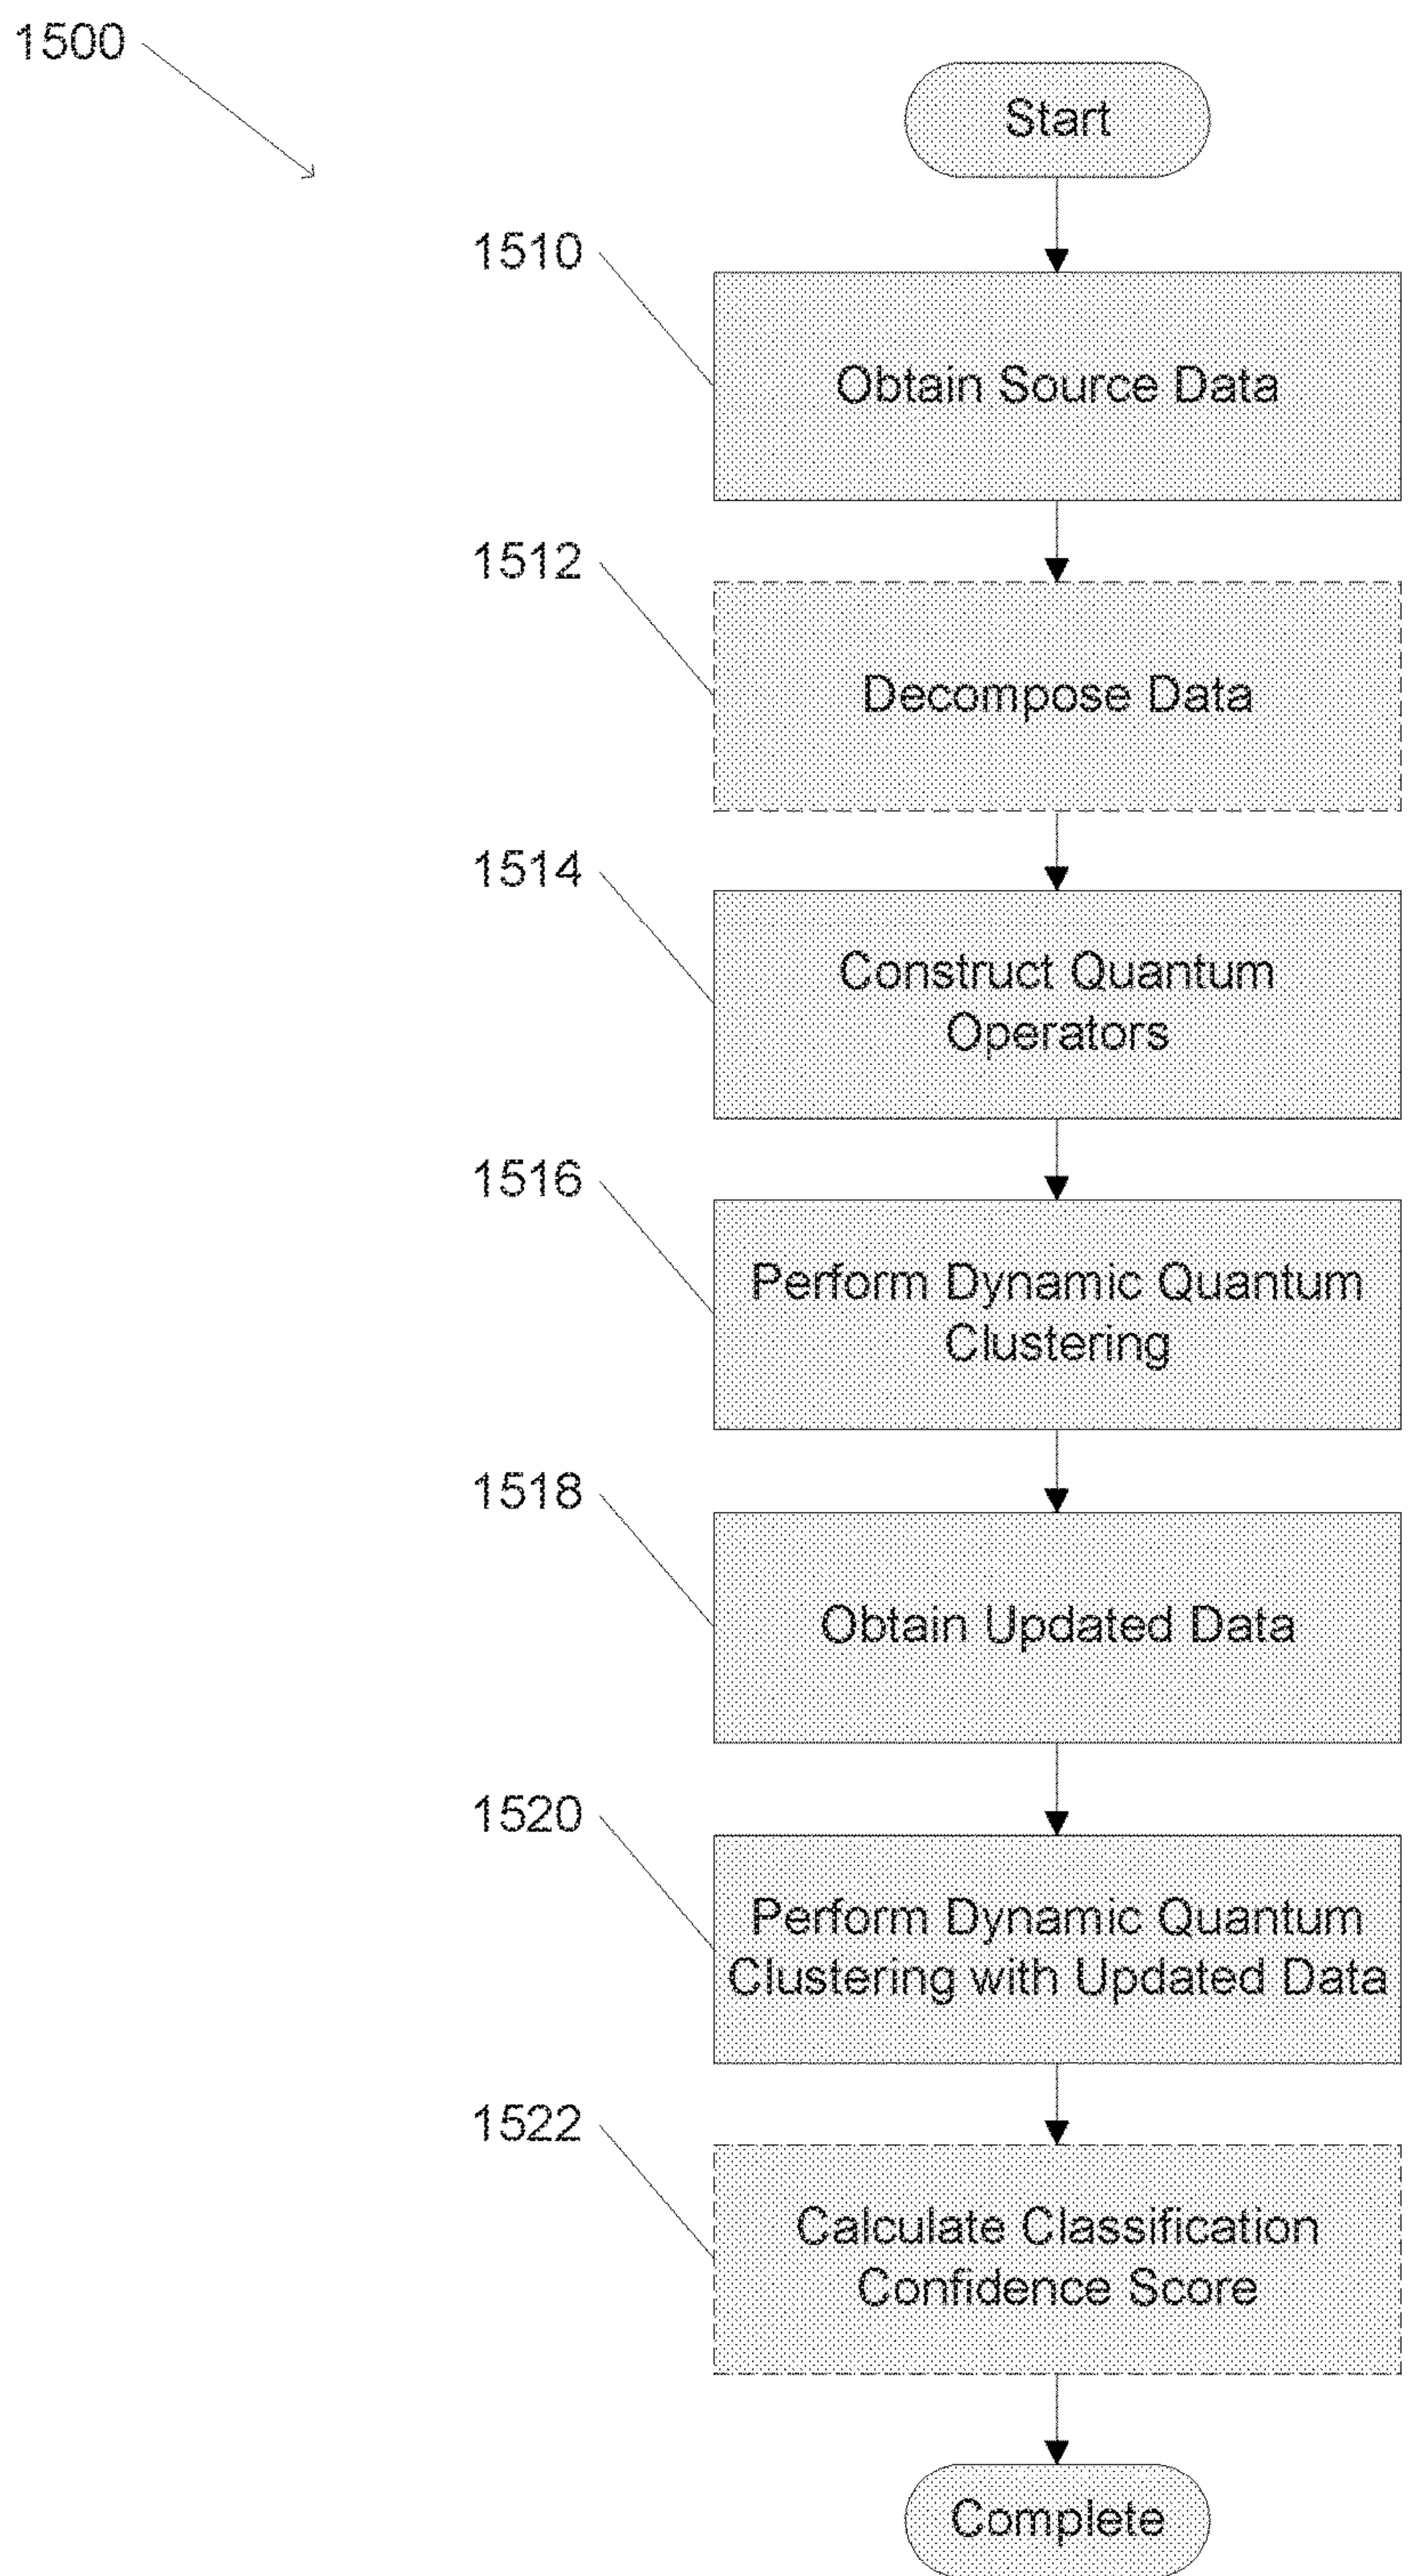 1500
Start
1510
Obtain Source Data
1512
Decompose Data
1514
Construct Quantum
Operators
1516
Perform Dynamic Quantum
Clustering
1518
Obtain Updated Data
1520
Perform Dynamic Quantum
Clustering with Updated Data
1522
Calculate Classification
Confidence Score
Complete